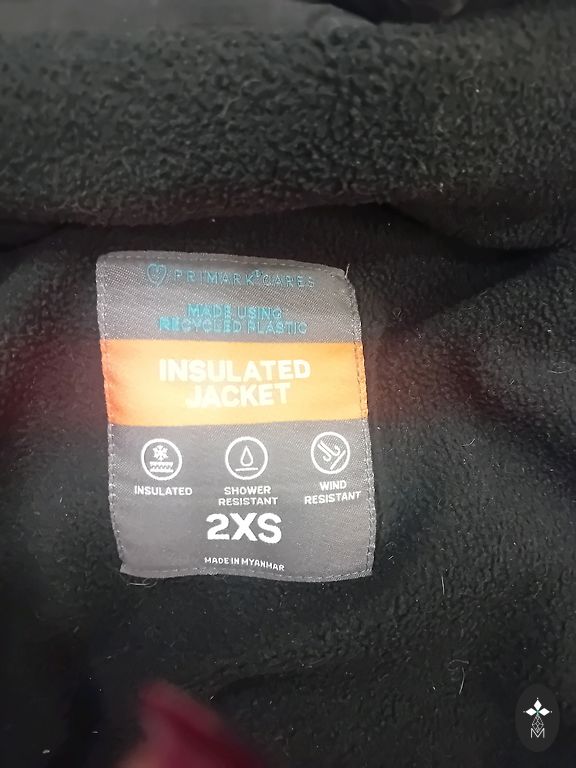 PRIMARK CARES
MADE USING
RECYCLED PLASTIC
INSULATED
JACKET
INSULATED
SHOWER
RESISTANT
WIND
RESISTANT
2XS
MADE IN MYANMAR
M